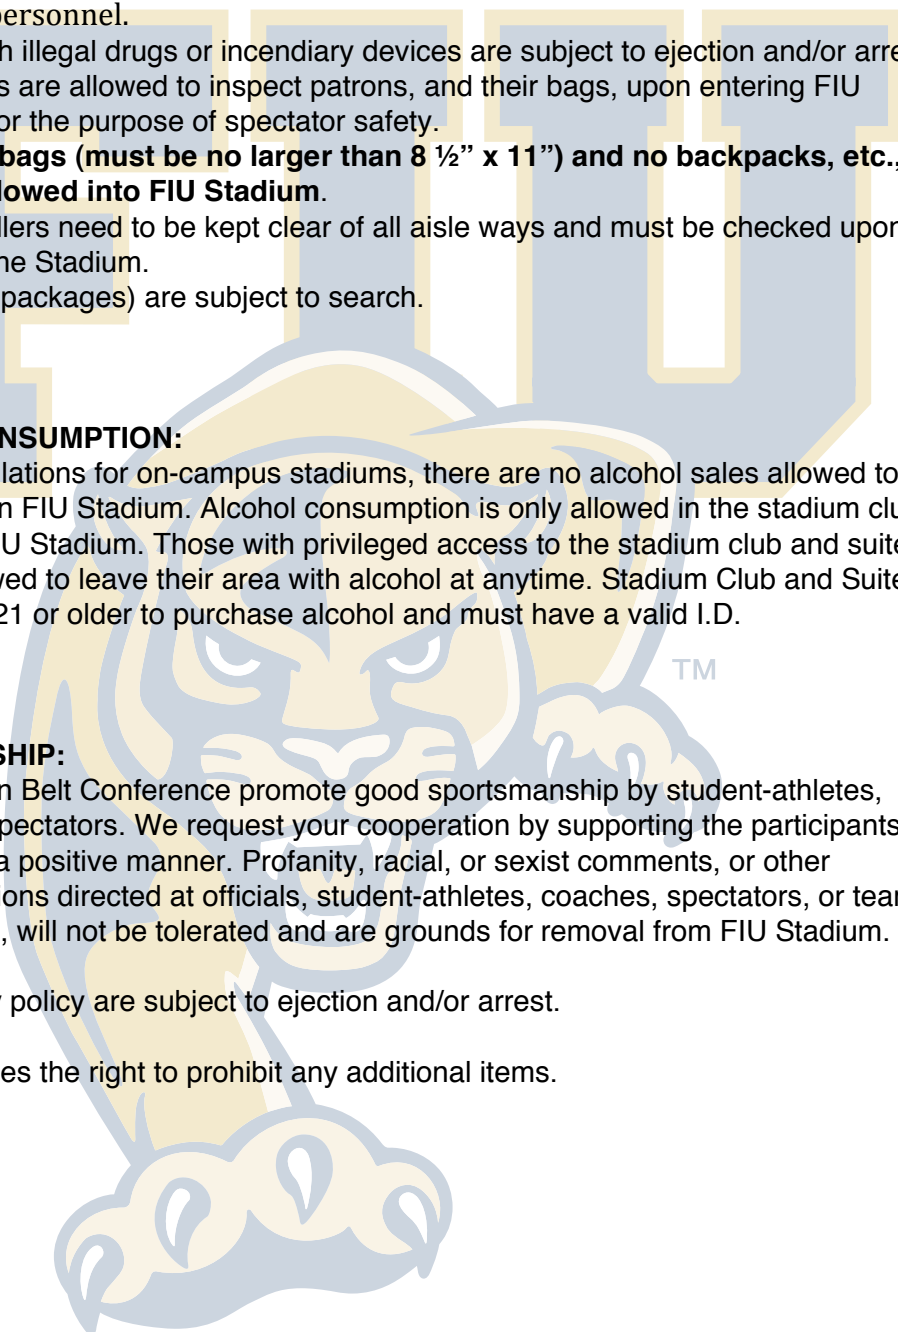 personnel.
h illegal drugs or incendiary devices are subject to ejection and/or arre
s are allowed to inspect patrons, and their bags, upon entering FIU
or the purpose of spectator safety.
bags (must be no larger than 8 ½” x 11”) and no backpacks, etc.,
lowed into FIU Stadium.
llers need to be kept clear of all aisle ways and must be checked upon
he Stadium.
packages) are subject to search.
NSUMPTION:
lations for on-campus stadiums, there are no alcohol sales allowed to
n FIU Stadium. Alcohol consumption is only allowed in the stadium clu
U Stadium. Those with privileged access to the stadium club and suite
wed to leave their area with alcohol at anytime. Stadium Club and Suite
21 or older to purchase alcohol and must have a valid I.D.
TM
SHIP:
n Belt Conference promote good sportsmanship by student-athletes,
pectators. We request your cooperation by supporting the participants
a positive manner. Profanity, racial, or sexist comments, or other
ions directed at officials, student-athletes, coaches, spectators, or tear
, will not be tolerated and are grounds for removal from FIU Stadium.
y policy are subject to ejection and/or arrest.
es the right to prohibit any additional items.